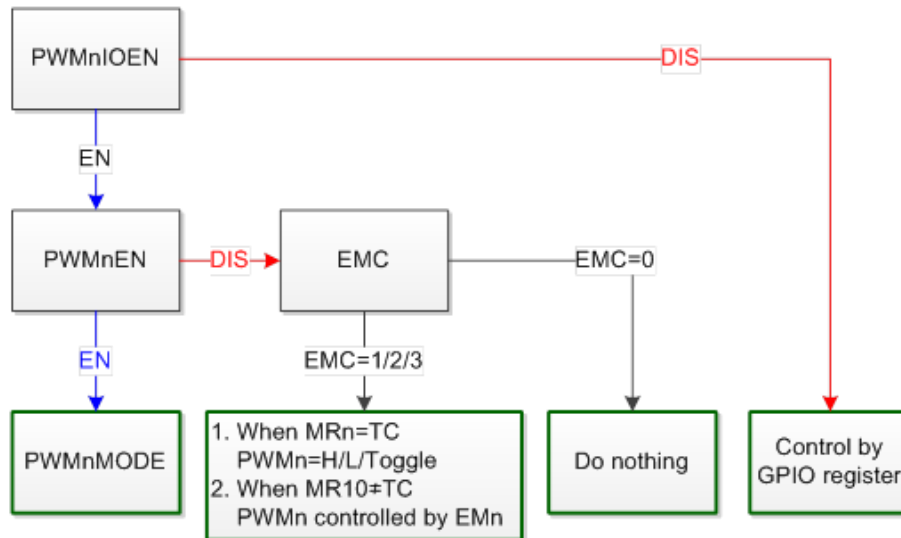 PWMnIOEN
DIS
EN
PWMnEN
DIS
EMC
EMC=0
EN
EMC=1/2/3
PWMnMODE
1. When MRn=TC
PWMn=H/L/Toggle
2. When MR10≠TC
PWMn controlled by EMn
Do nothing
Control by
GPIO register